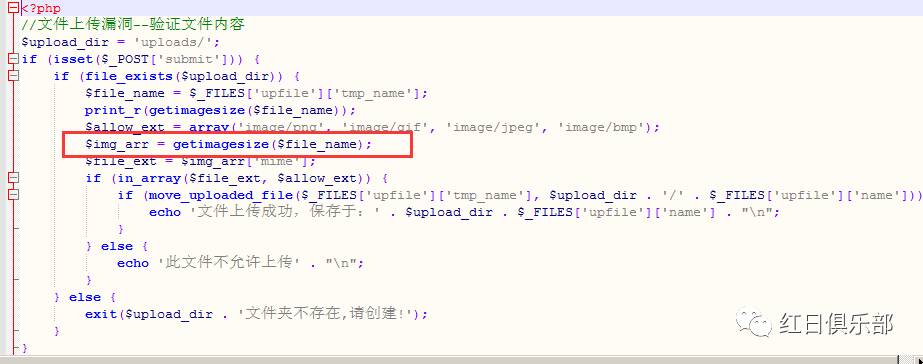 <?php
//文件上传漏洞--验证文件内容
$upload_dir = 'uploads/';
if (isset($_POST['submit'])) {
if (file_exists($upload_dir)) {
$file_name = $_FILES['upfile']['tmp_name'];
print_r(getimagesize($file_name));
$allow_ext = array('image/png', 'image/gif', 'image/jpeg', 'image/bmp');
$img_arr = getimagesize($file_name);
$file_ext = $img_arr['mime'];
if (in_array($file_ext, $allow_ext)) {
if (move_uploaded_file($_FILES['upfile']['tmp_name'], $upload_dir . '/' . $_FILES['upfile']['name']))
echo '文件上传成功，保存于：' . $upload_dir . $_FILES['upfile']['name'] . "\n";
}
} else {
echo '此文件不允许上传' . "\n";
}
} else {
exit($upload_dir . '文件夹不存在,请创建!');
}
}
红日俱乐部